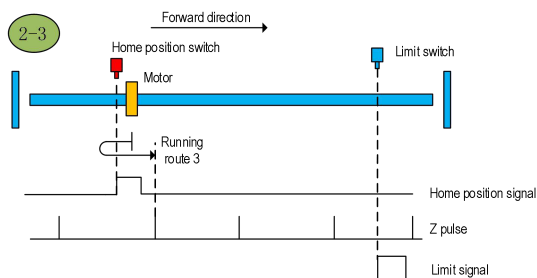 2-3
Forward direction
Home position switch
Limit switch
Motor
Running
route 3
Home position signal
Z pulse
Limit signal